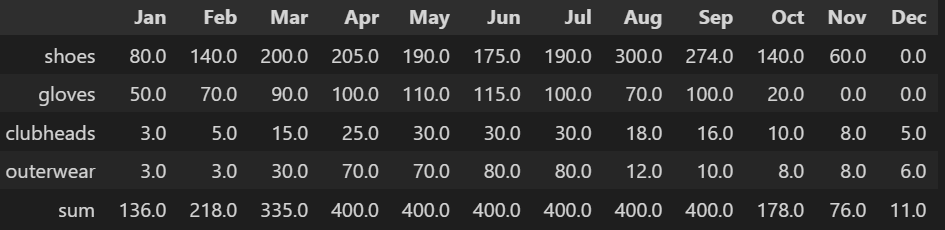 Jan Feb Mar Apr May Jun Jul Aug Sep Oct Nov Dec
shoes 80.0 140.0 200.0 205.0 190.0 175.0 190.0 300.0 274.0 140.0 60.0 0.0
gloves 50.0 70.0 90.0 100.0 110.0 115.0 100.0 70.0 100.0 20.0 0.0 0.0
clubheads 3.0 5.0 15.0 25.0 30.0 30.0 30.0 18.0 16.0 10.0 8.0 5.0
outerwear 3.0 3.0 30.0 70.0 70.0 80.0 80.0 12.0 10.0 8.0 8.0 6.0
sum 136.0 218.0 335.0 400.0 400.0 400.0 400.0 400.0 400.0 178.0 76.0 11.0